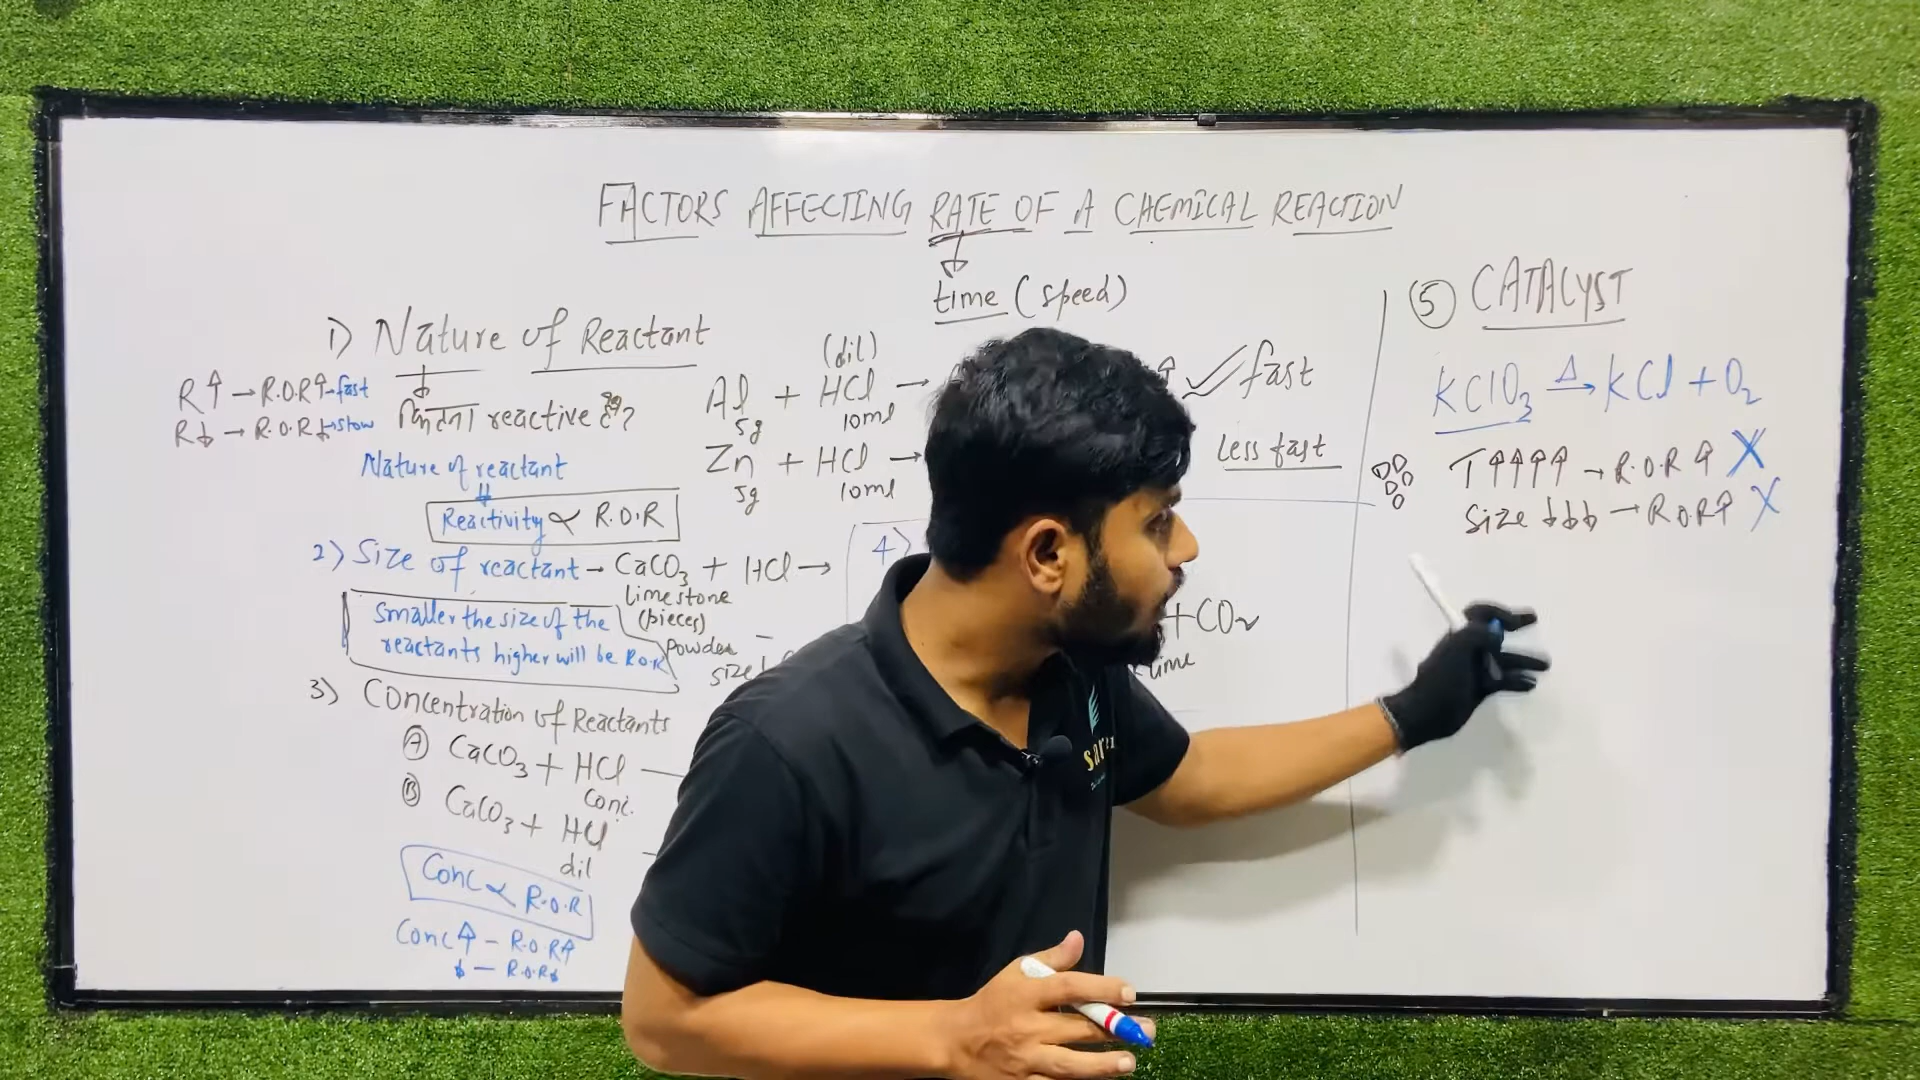 FACTORS AFFECTING RATE OF A CHEMICAL REACTION
time (speed)
1) Nature of Reactant
R↑ → R.O.R↑ → fast
R↓ → R.O.R↓ → slow
कितना reactive है?
Nature of reactant
Reactivity ∝ R.O.R
(dil)
Al + HCl →
5g 10ml
↑ ✓ fast
Zn + HCl →
5g 10ml
Less fast
2) Size of reactant → CaCO3 + HCl →
limestone
(pieces)
powder
size
Smaller the size of the
reactants higher will be R.O.R
3) Concentration of Reactants
A CaCO3 + HCl —
conc.
B CaCO3 + HCl —
dil
Conc ∝ R.O.R
Conc ↑ – R.O.R↑
↓ — R.O.R↓
4)
+ CO2
lime
5 CATALYST
KClO3 →Δ KCl + O2
T↑↑↑↑ → R.O.R ↑ X
Size ↓↓↓ → R.O.R↑ X